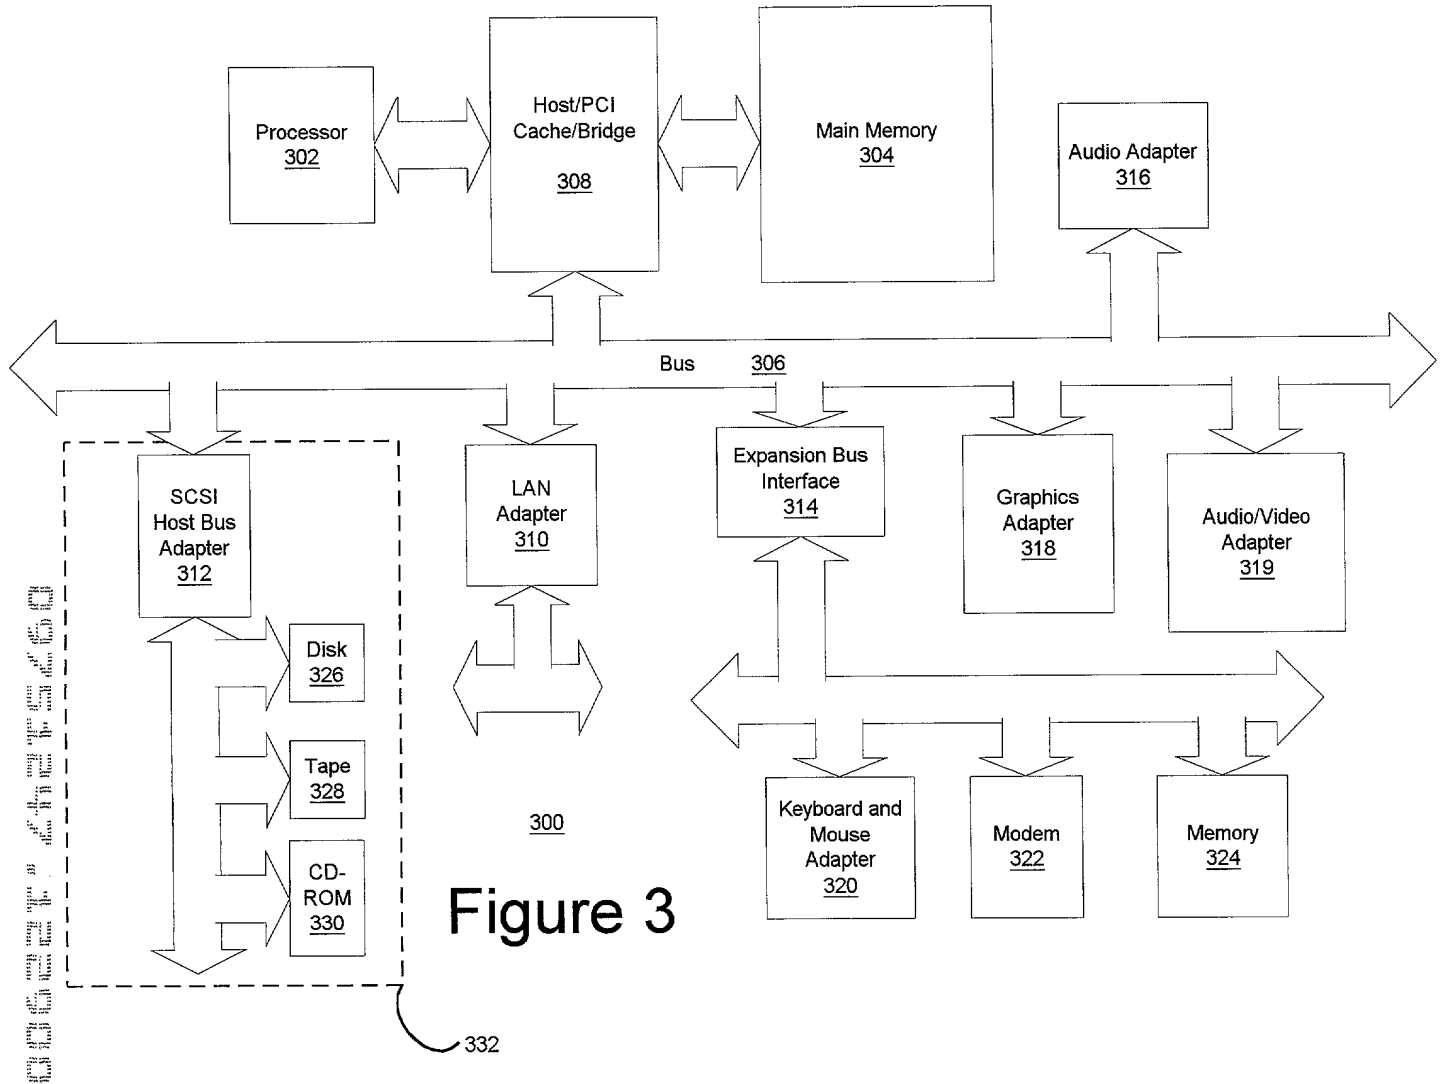 Processor
302
Host/PCI
Cache/Bridge
308
Main Memory
304
Audio Adapter
316
Bus 306
SCSI
Host Bus
Adapter
312
LAN
Adapter
310
Expansion Bus
Interface
314
Graphics
Adapter
318
Audio/Video
Adapter
319
Disk
326
Tape
328
CD-
ROM
330
Keyboard and
Mouse
Adapter
320
Modem
322
Memory
324
300
Figure 3
332